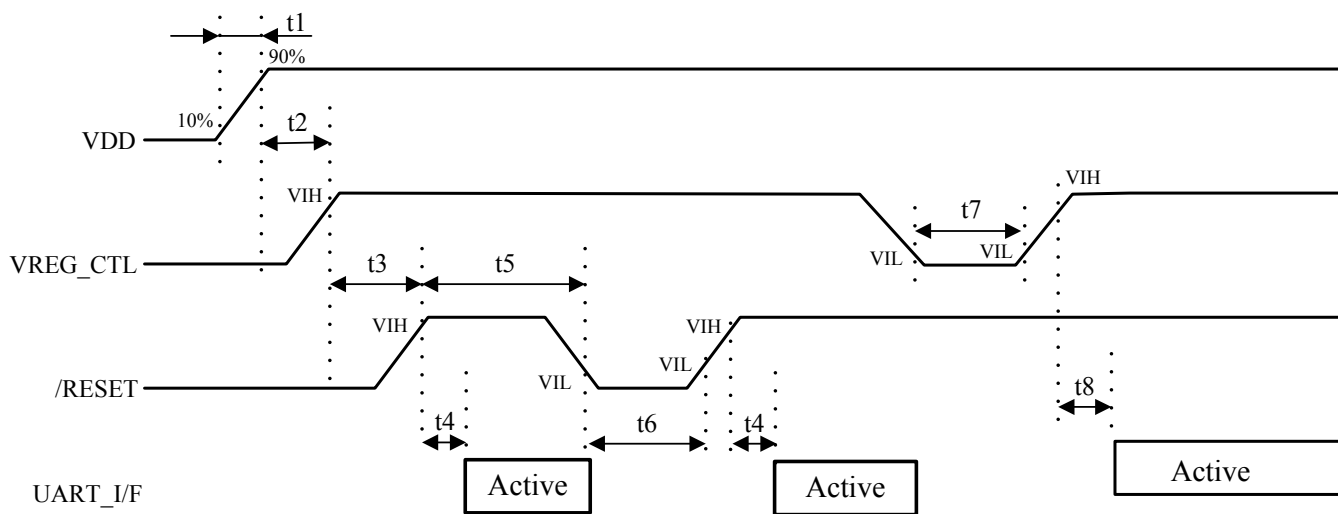 t1
90%
10%
VDD
t2
VIH
VIH
t7
VREG_CTL
VIL
VIL
t3
t5
VIH
VIH
VIL
/RESET
VIL
t4
t6
t4
t8
UART_I/F
Active
Active
Active